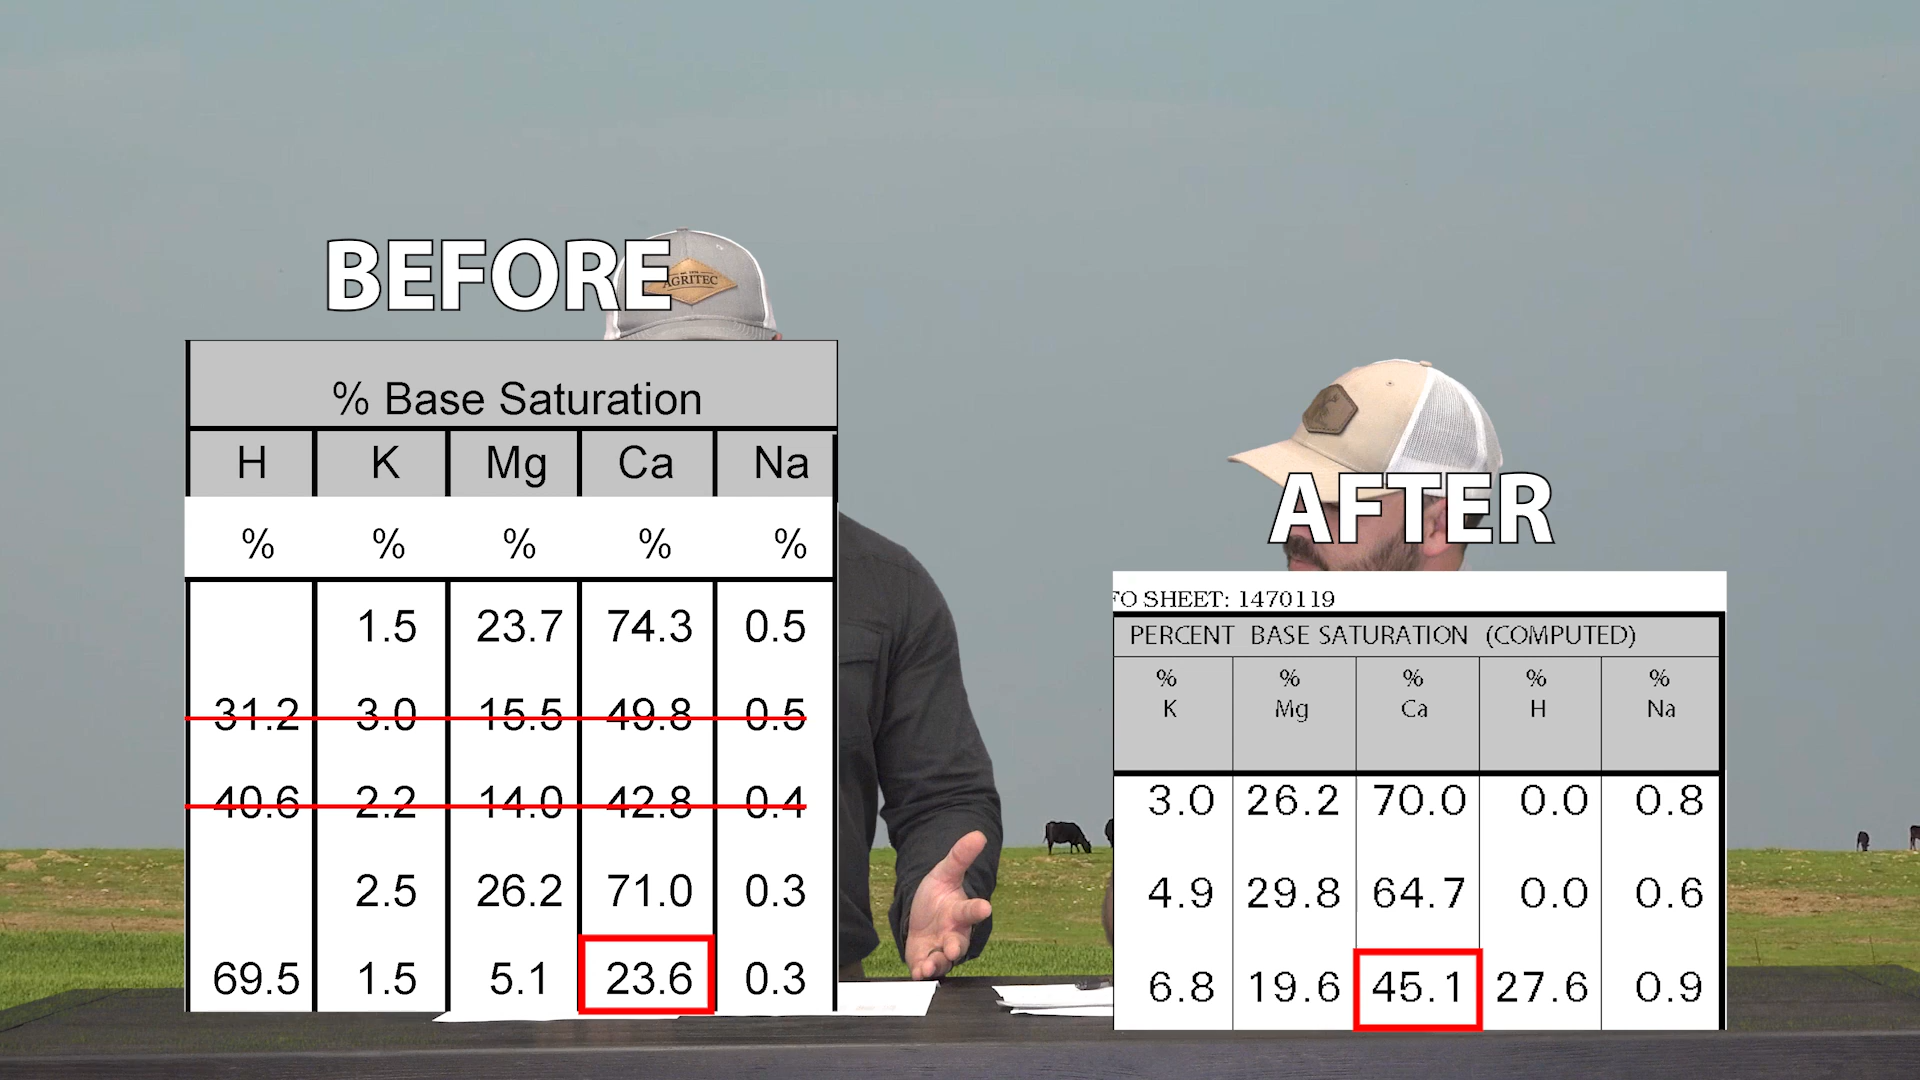 BEFORE
AGRITEC
% Base Saturation
H K Mg Ca Na
% % % % %
1.5 23.7 74.3 0.5
31.2 3.0 15.5 49.8 0.5
40.6 2.2 14.0 42.8 0.4
2.5 26.2 71.0 0.3
69.5 1.5 5.1 23.6 0.3
AFTER
FO SHEET: 1470119
PERCENT BASE SATURATION (COMPUTED)
% % % % %
K Mg Ca H Na
3.0 26.2 70.0 0.0 0.8
4.9 29.8 64.7 0.0 0.6
6.8 19.6 45.1 27.6 0.9